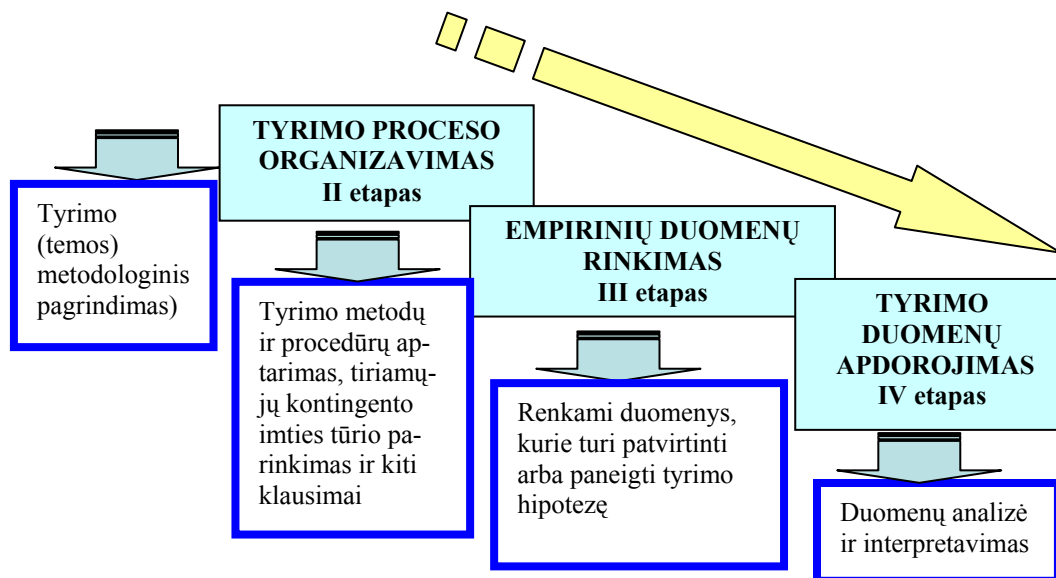 TYRIMO PROCESO
ORGANIZAVIMAS
II etapas
Tyrimo
(temos)
metodologinis
pagrindimas)
EMPIRINIŲ DUOMENŲ
RINKIMAS
III etapas
Tyrimo metodų
ir procedūrų ap-
tarimas, tiriamų-
jų kontingento
imties tūrio pa-
rinkimas ir kiti
klausimai
TYRIMO
DUOMENŲ
APDOROJIMAS
IV etapas
Renkami duomenys,
kurie turi patvirtinti
arba paneigti tyrimo
hipotezę
Duomenų analizė
ir interpretavimas